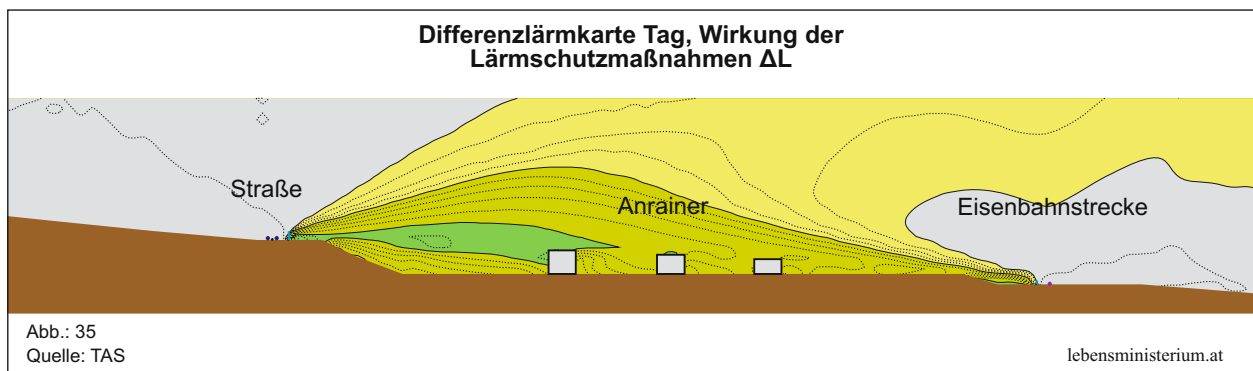 Differenzlärmkarte Tag, Wirkung der
Lärmschutzmaßnahmen ΔL
Straße
Anrainer
Eisenbahnstrecke
Abb.: 35
Quelle: TAS
lebensministerium.at